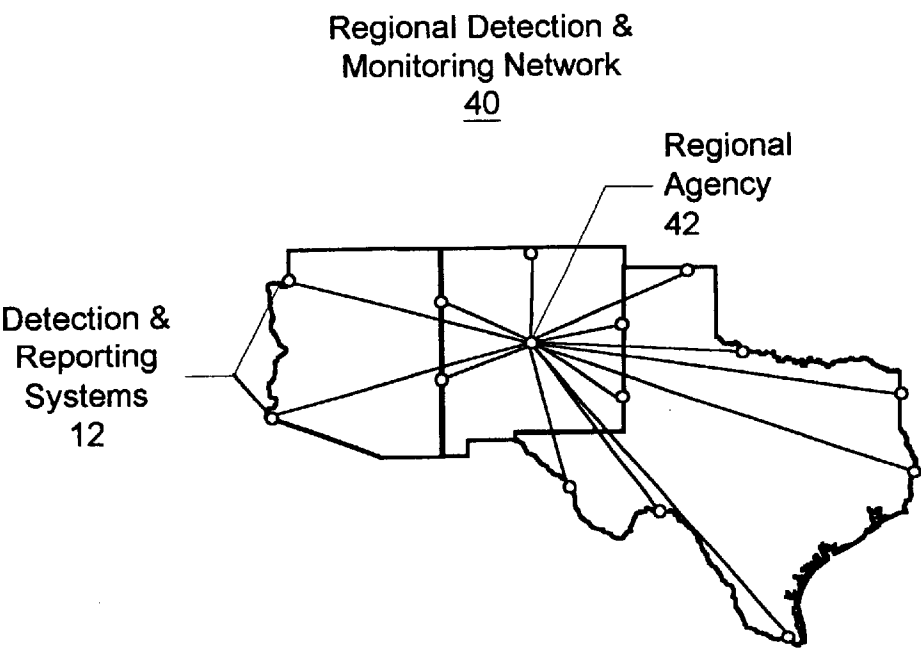 Regional Detection &
Monitoring Network
40
Regional
Agency
42
Detection &
Reporting
Systems
12